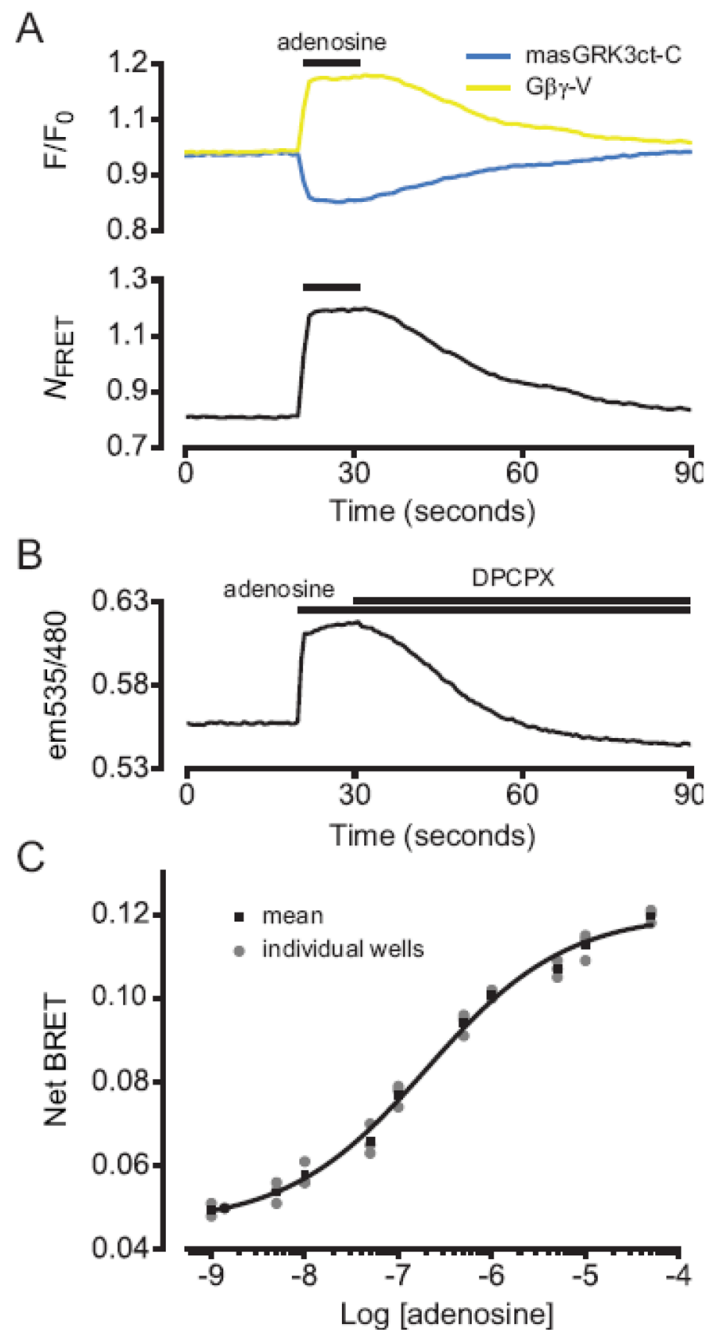 A
adenosine
masGRK3ct-C
Gβγ-V
1.2
1.1
0.9
0.8
F/F0
1.3
1.1
0.9
0.7
NFRET
0 30 60 90
Time (seconds)
B
adenosine
DPCPX
0.63
0.58
0.53
em535/480
0 30 60 90
Time (seconds)
C
mean
individual wells
0.12
0.10
0.08
0.06
0.04
Net BRET
-9 -8 -7 -6 -5 -4
Log [adenosine]